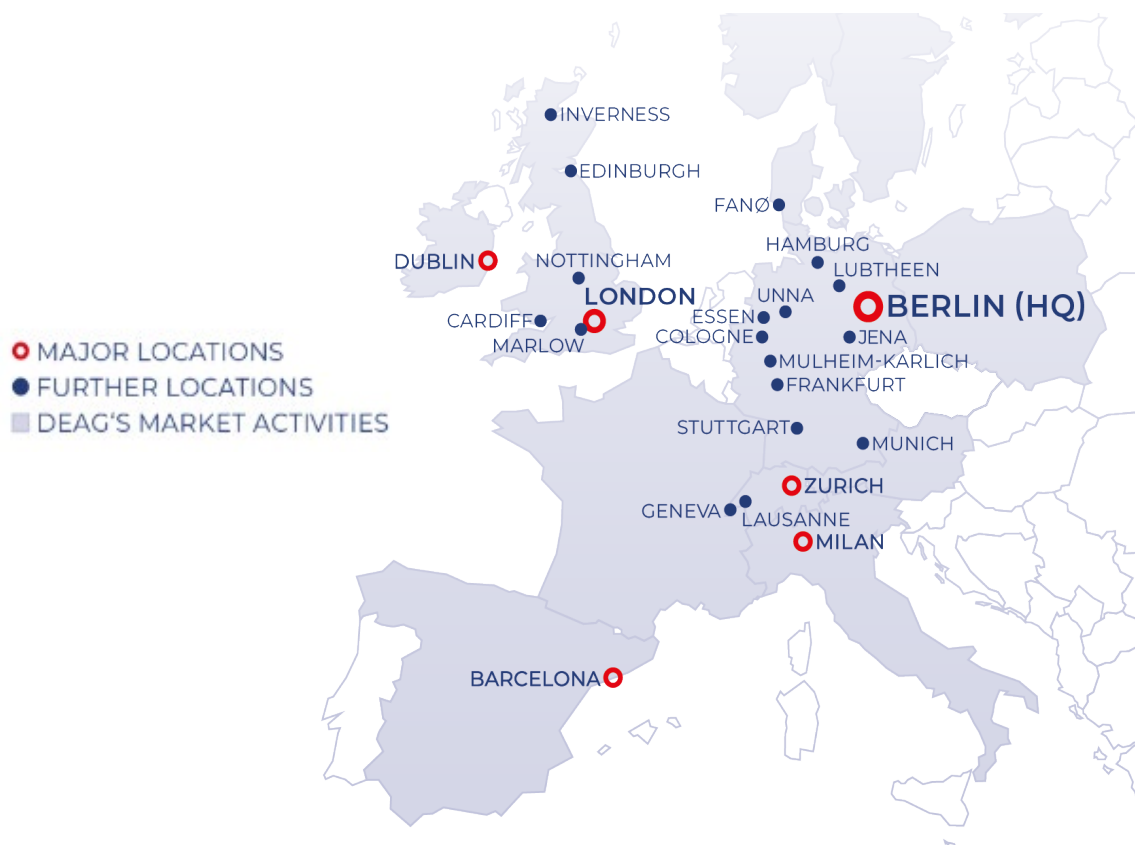 INVERNESS
EDINBURGH
FANØ
HAMBURG
DUBLIN
NOTTINGHAM
LUBTHEEN
LONDON
UNNA
BERLIN (HQ)
CARDIFF
ESSEN
MARLOW
COLOGNE
JENA
MAJOR LOCATIONS
MULHEIM-KARLICH
FURTHER LOCATIONS
FRANKFURT
DEAG'S MARKET ACTIVITIES
STUTTGART
MUNICH
ZURICH
GENEVA
LAUSANNE
MILAN
BARCELONA